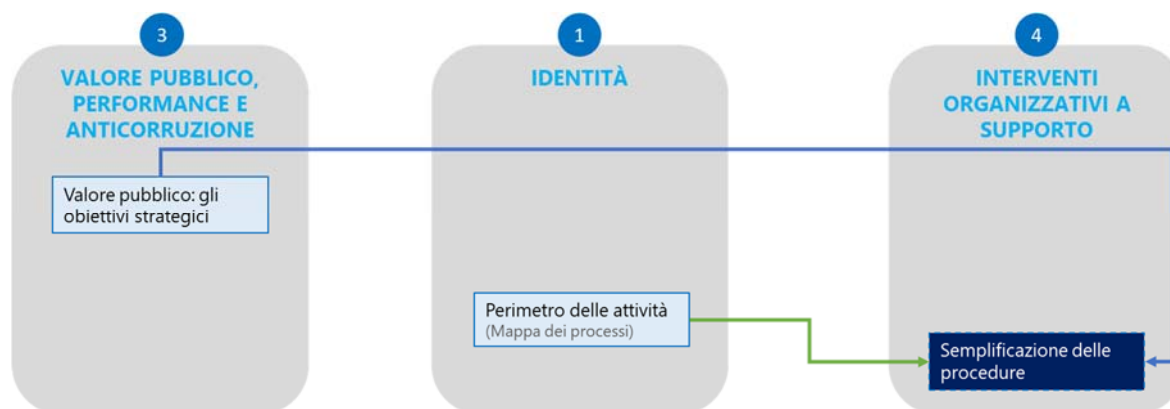 3
VALORE PUBBLICO,
PERFORMANCE E
ANTICORRUZIONE
Valore pubblico: gli
obiettivi strategici
1
IDENTITÀ
Perimetro delle attività
(Mappa dei processi)
4
INTERVENTI
ORGANIZZATIVI A
SUPPORTO
Semplificazione delle
procedure